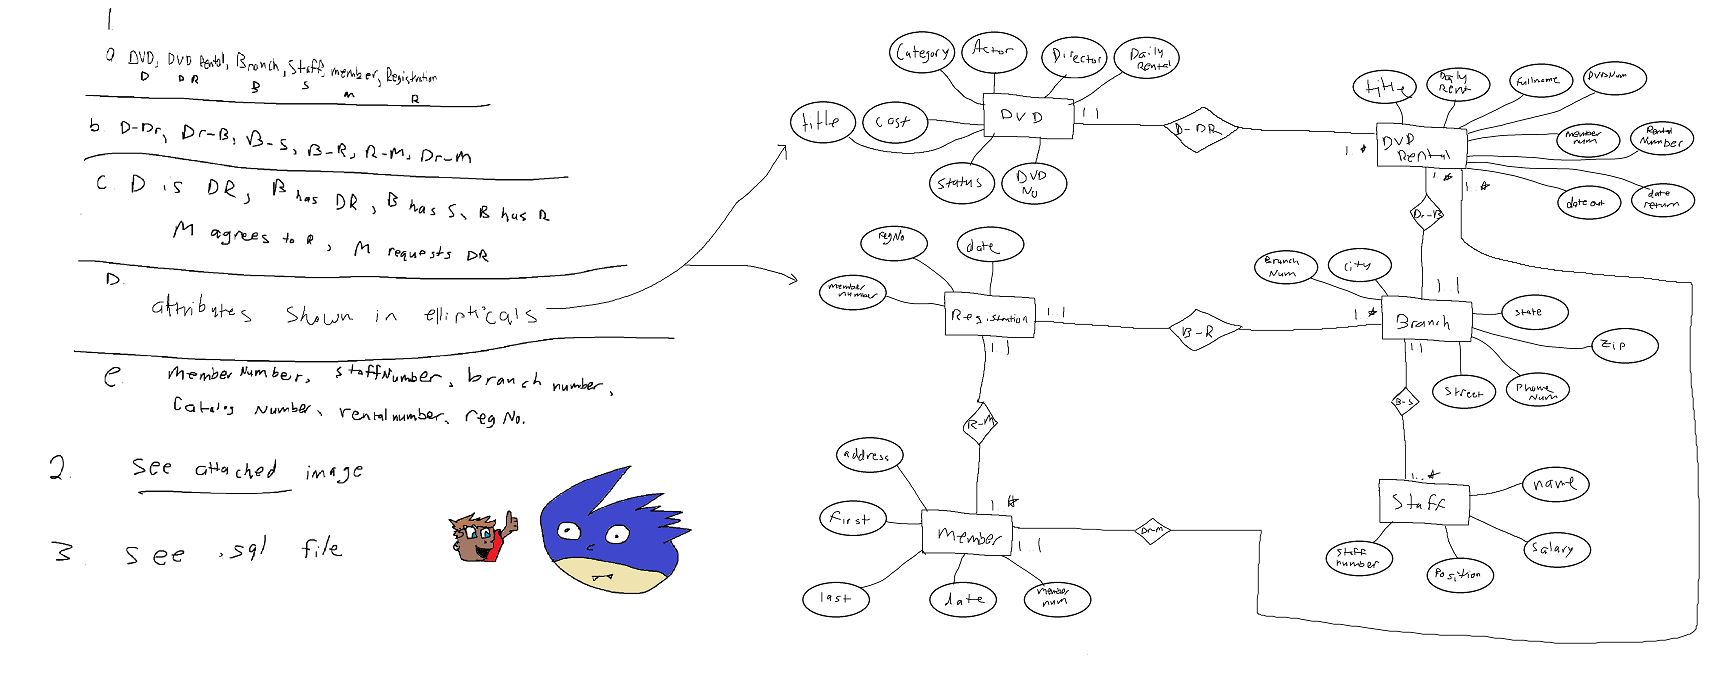 1
a DVD, DVD Rental, Branch, Staff, member, Registration
D DR B S M R
b. D-Dr, Dr-B, B-S, B-R, R-M, Dr-M
C. D is DR, B has DR, B has S, B has R
M agrees to R, M requests DR
D.
attributes shown in ellipticals
e. memberNumber, staffNumber, branch number,
Catalog Number, rentalnumber, reg No.
2. see attached image
3 see .sql file
Category
Actor
Director
Daily
Rental
title
cost
DVD
1..1
D-DR
status
DVD
No
title
Daily
Rent
fullname
DVDNum
DVD
Rental
1..*
member
num
Rental
Number
dateout
date
return
1..*
1..*
Dr-B
regNo
date
member
number
Registration
1..1
B-R
1..*
Branch
Num
City
1..1
Branch
state
Zip
Street
Phone
Num
1..1
B-S
1..1
R-M
1..*
address
first
last
Member
1..1
date
member
num
Dr-M
1..*
Staff
name
salary
Position
staff
number